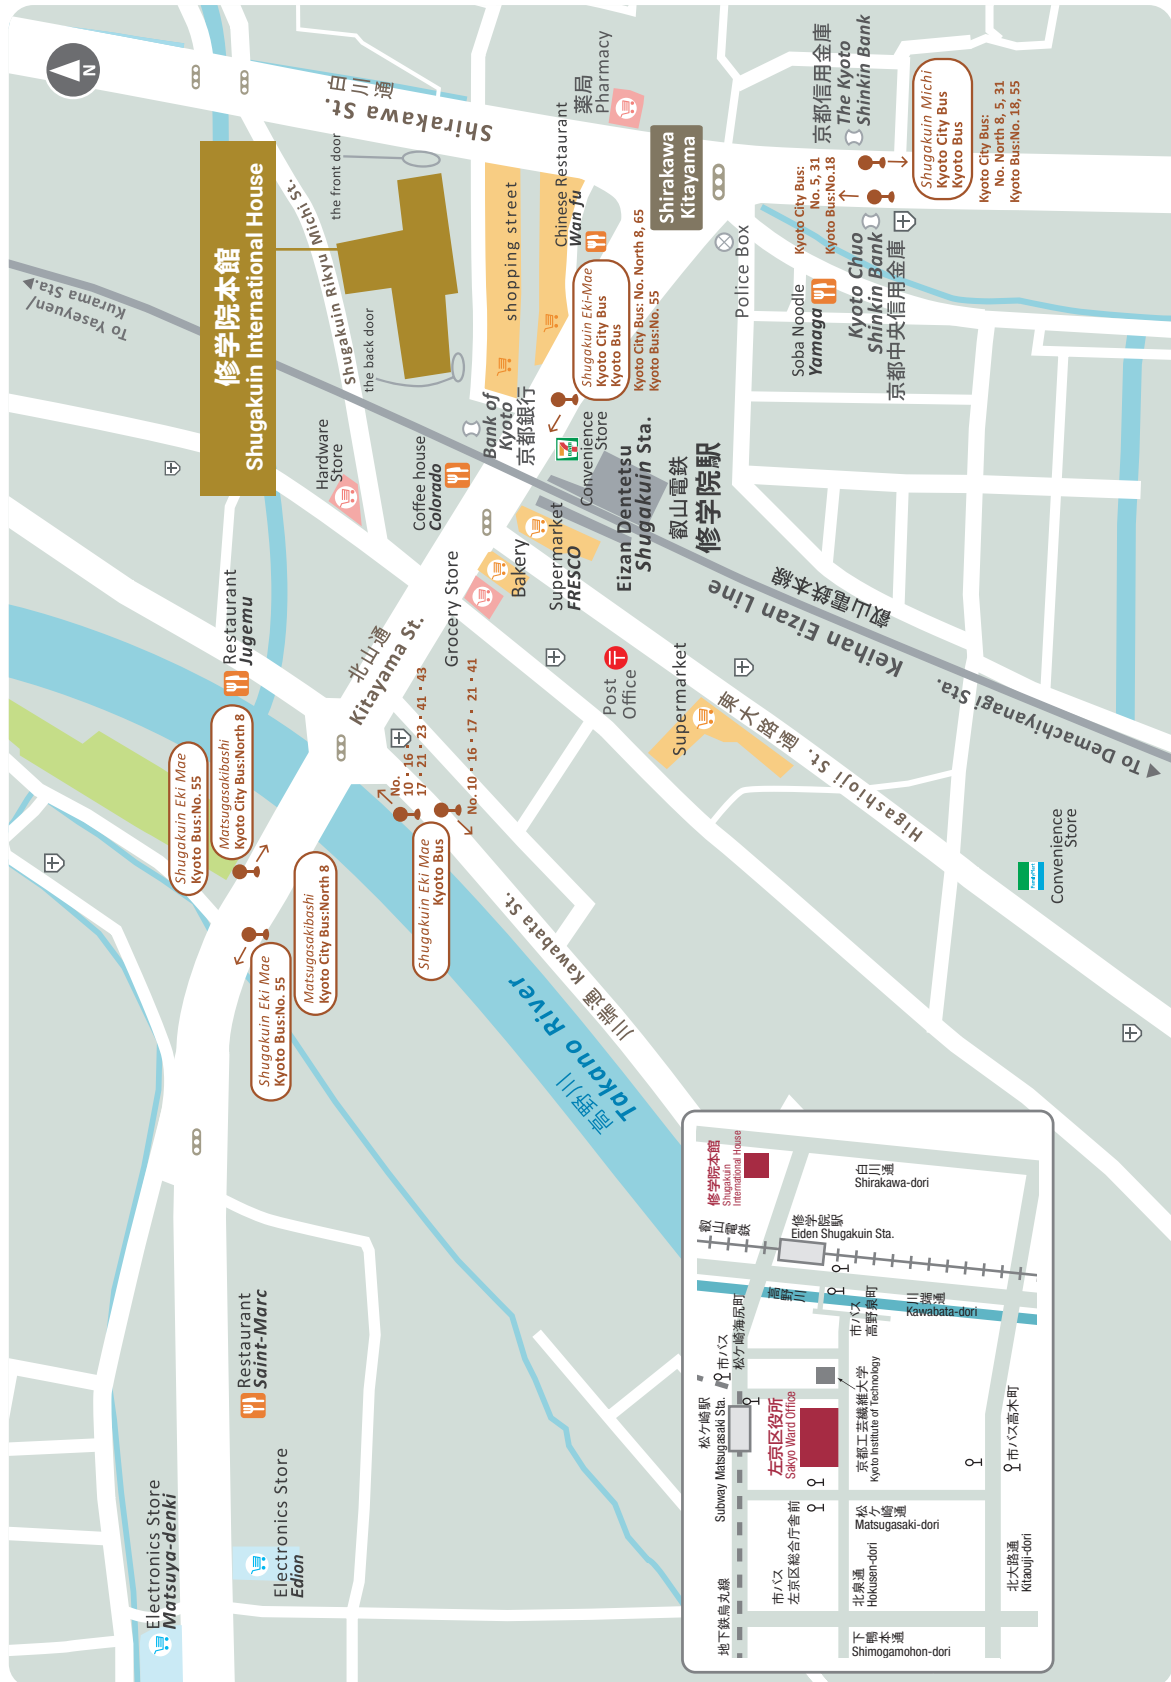 N
修学院本館
Shugakuin International House
To Yaseyuen/
Kurama Sta.
Shugakuin Rikyu Michi St.
the front door
the back door
白川通
Shirakawa St.
薬局
Pharmacy
shopping street
Chinese Restaurant
Wan fu
Shirakawa
Kitayama
京都信用金庫
The Kyoto
Shinkin Bank
Shugakuin Michi
Kyoto City Bus
Kyoto Bus
Kyoto City Bus:
No. North 8, 5, 31
Kyoto Bus:No. 18, 55
Kyoto City Bus:
No. 5, 31
Kyoto Bus:No.18
Police Box
Soba Noodle
Yamaga
Kyoto Chuo
Shinkin Bank
京都中央信用金庫
Shugakuin Eki-Mae
Kyoto City Bus
Kyoto Bus
Kyoto City Bus: No. North 8, 65
Kyoto Bus:No. 55
Bank of
Kyoto
京都銀行
Hardware
Store
Coffee house
Colorado
7
Convenience
Store
Eizan Dentetsu
Shugakuin Sta.
叡山電鉄
修学院駅
Supermarket
FRESCO
Bakery
Grocery Store
Keihan Eizan Line
叡山電鉄本線
To Demachiyanagi Sta.
Restaurant
Jugemu
北山通
Kitayama St.
Post
Office
Supermarket
東大路通
Higashioji St.
FamilyMart
Convenience
Store
Shugakuin Eki Mae
Kyoto Bus:No. 55
Matsugasakibashi
Kyoto City Bus:North 8
Shugakuin Eki Mae
Kyoto Bus:No. 55
Matsugasakibashi
Kyoto City Bus:North 8
No.
10・16・
17・21・23・41・43
No. 10・16・17・21・41
Shugakuin Eki Mae
Kyoto Bus
川端通 Kawabata St.
高野川
Takano River
Restaurant
Saint-Marc
Electronics Store
Matsuya-denki
Electronics Store
Edion
修学院本館
Shugakuin
International House
叡山電鉄
白川通
Shirakawa-dori
修学院駅
Eiden Shugakuin Sta.
高野川
市バス
高野泉町
川端通
Kawabata-dori
市バス
松ケ崎海尻町
松ケ崎駅
Subway Matsugasaki Sta.
左京区役所
Sakyo Ward Office
京都工芸繊維大学
Kyoto Institute of Technology
市バス高木町
松ケ崎通
Matsugasaki-dori
市バス
左京区総合庁舎前
北泉通
Hokusen-dori
北大路通
Kitaouji-dori
地下鉄烏丸線
下鴨本通
Shimogamohon-dori